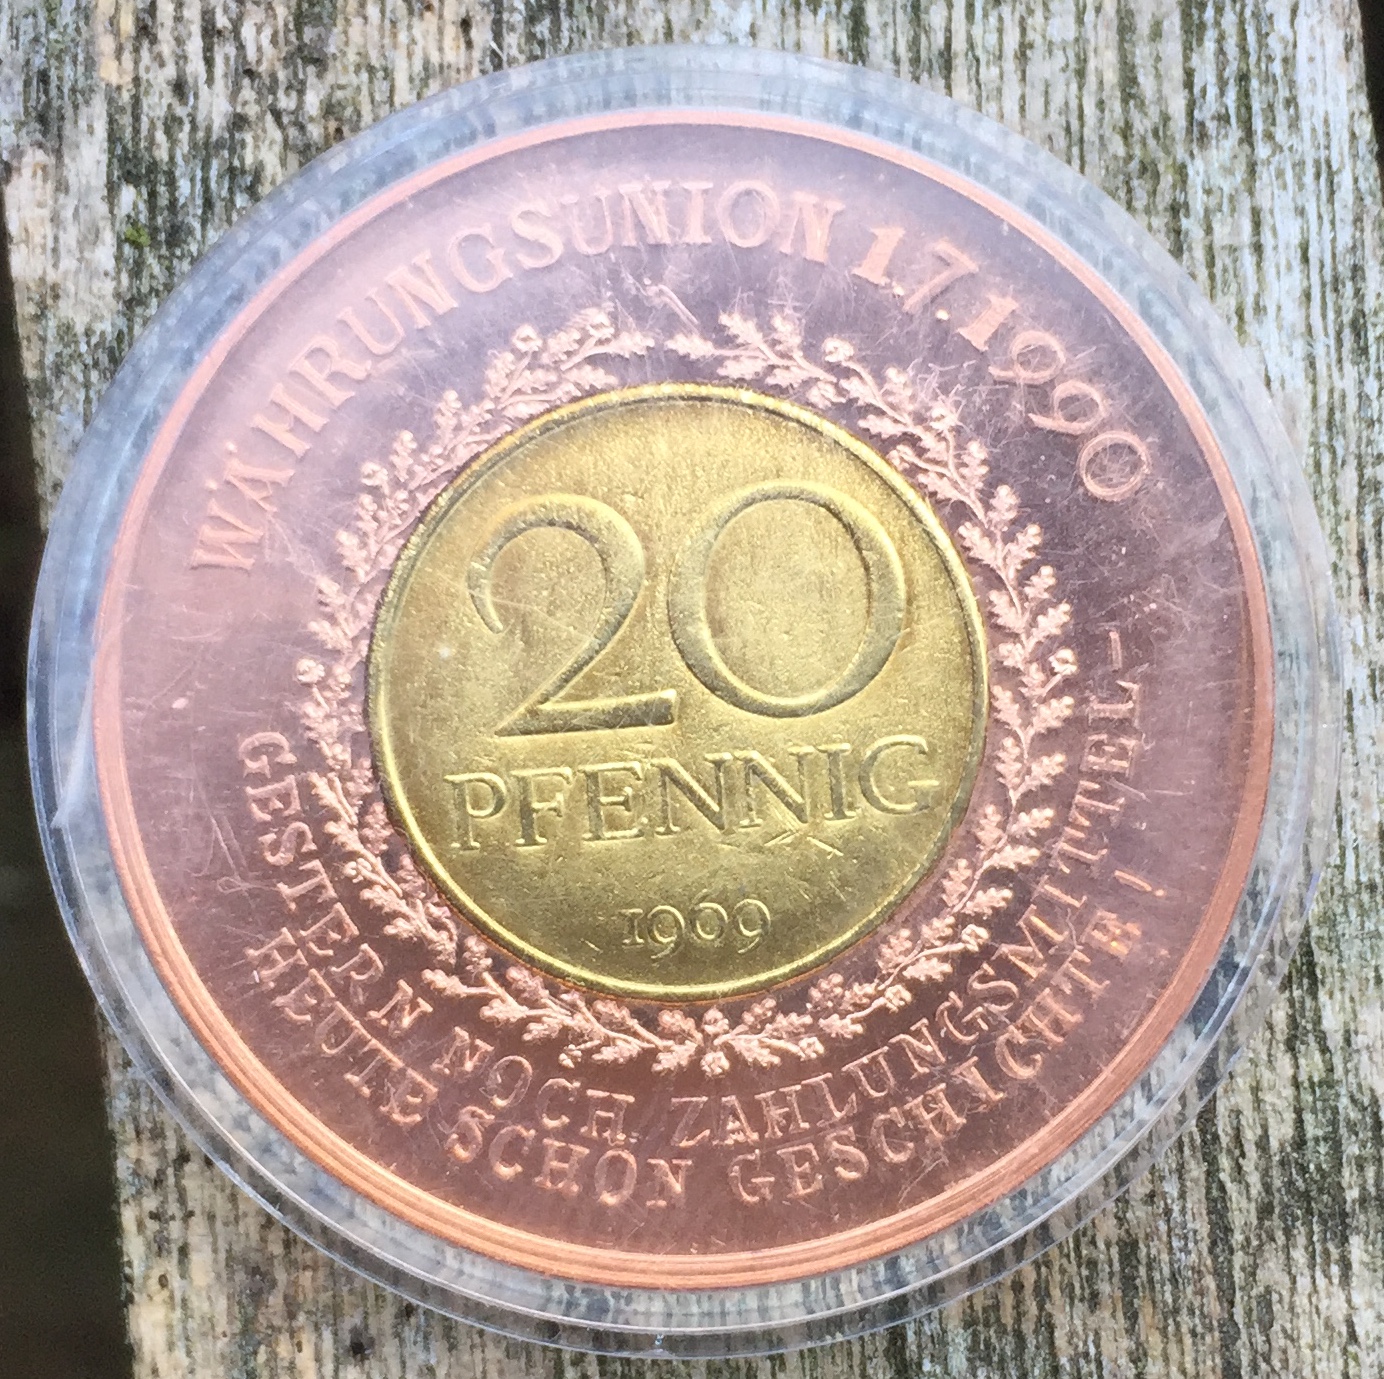 WÄHRUNGSUNION 1.7.1990
20
PFENNIG
1969
GESTERN NOCH ZAHLUNGSMITTEL-
HEUTE SCHON GESCHICHTE!